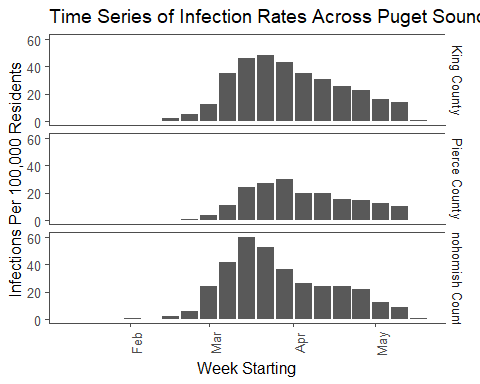 Time Series of Infection Rates Across Puget Soun
Infections Per 100,000 Residents
60
40
20
0
King County
60
40
20
0
Pierce County
60
40
20
0
nohomish Count
Feb
Mar
Apr
May
Week Starting